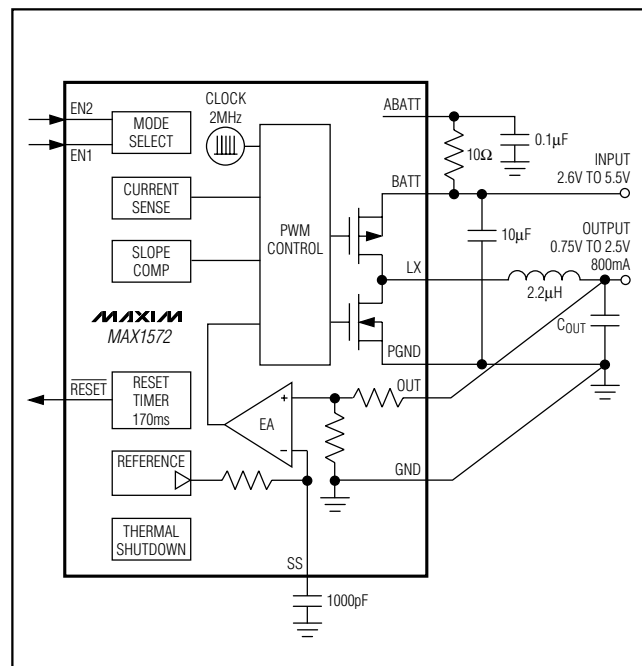 EN2
EN1
MODE
SELECT
CLOCK
2MHz
CURRENT
SENSE
SLOPE
COMP
PWM
CONTROL
MAXIM
MAX1572
RESET
RESET
TIMER
170ms
REFERENCE
THERMAL
SHUTDOWN
EA
+
−
ABATT
10Ω
0.1µF
BATT
INPUT
2.6V TO 5.5V
10µF
OUTPUT
0.75V TO 2.5V
800mA
LX
2.2µH
COUT
PGND
OUT
GND
SS
1000pF